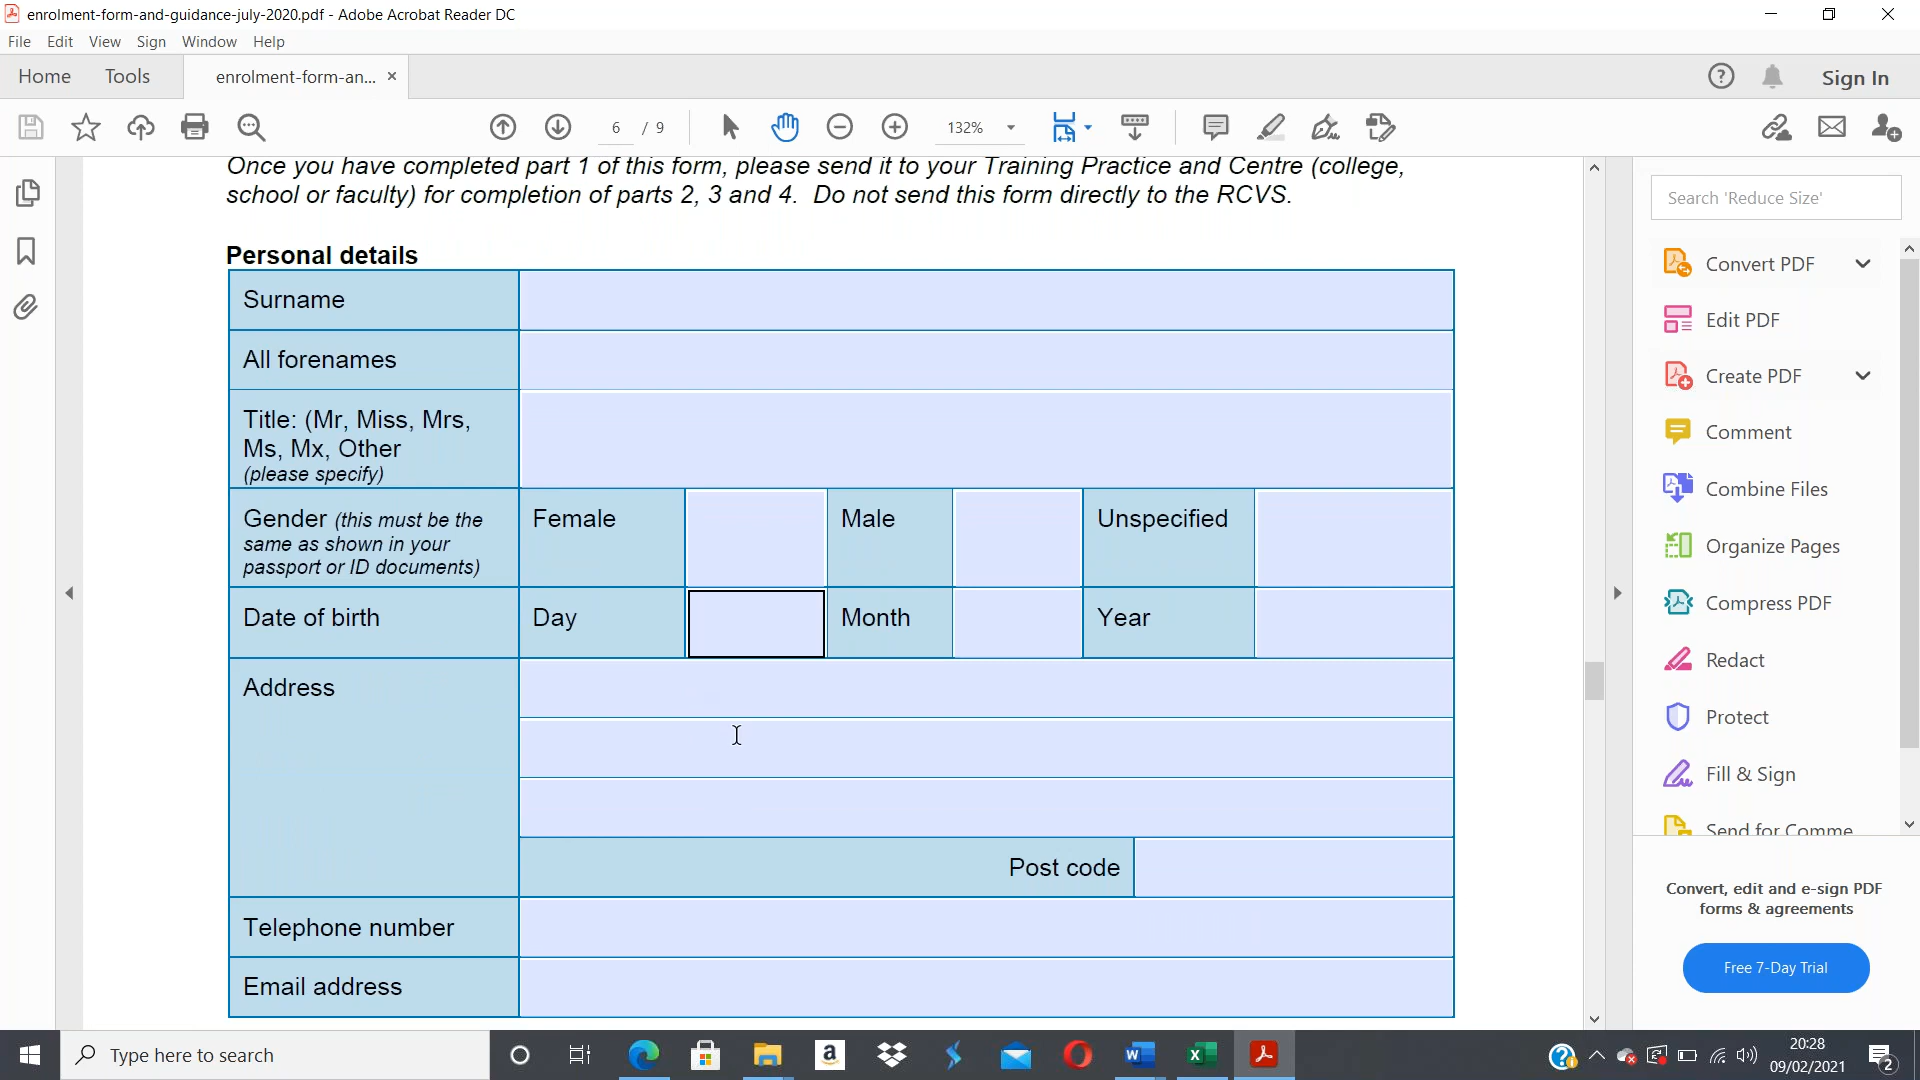 enrolment-form-and-guidance-july-2020.pdf - Adobe Acrobat Reader DC
File Edit View Sign Window Help
Home Tools enrolment-form-an... × Sign In
6 / 9 132%
Once you have completed part 1 of this form, please send it to your Training Practice and Centre (college,
school or faculty) for completion of parts 2, 3 and 4. Do not send this form directly to the RCVS.
Personal details
Surname
All forenames
Title: (Mr, Miss, Mrs,
Ms, Mx, Other
(please specify)
Gender (this must be the
same as shown in your
passport or ID documents)
Female Male Unspecified
Date of birth Day Month Year
Address
Post code
Telephone number
Email address
Search 'Reduce Size'
Convert PDF
Edit PDF
Create PDF
Comment
Combine Files
Organize Pages
Compress PDF
Redact
Protect
Fill & Sign
Send for Comme
Convert, edit and e-sign PDF
forms & agreements
Free 7-Day Trial
Type here to search
20:28
09/02/2021
2